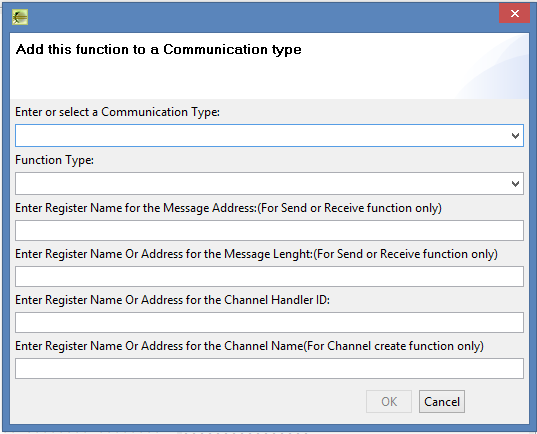 Add this function to a Communication type
Enter or select a Communication Type:
Function Type:
Enter Register Name for the Message Address:(For Send or Receive function only)
Enter Register Name Or Address for the Message Lenght:(For Send or Receive function only)
Enter Register Name Or Address for the Channel Handler ID:
Enter Register Name Or Address for the Channel Name(For Channel create function only)
OK Cancel